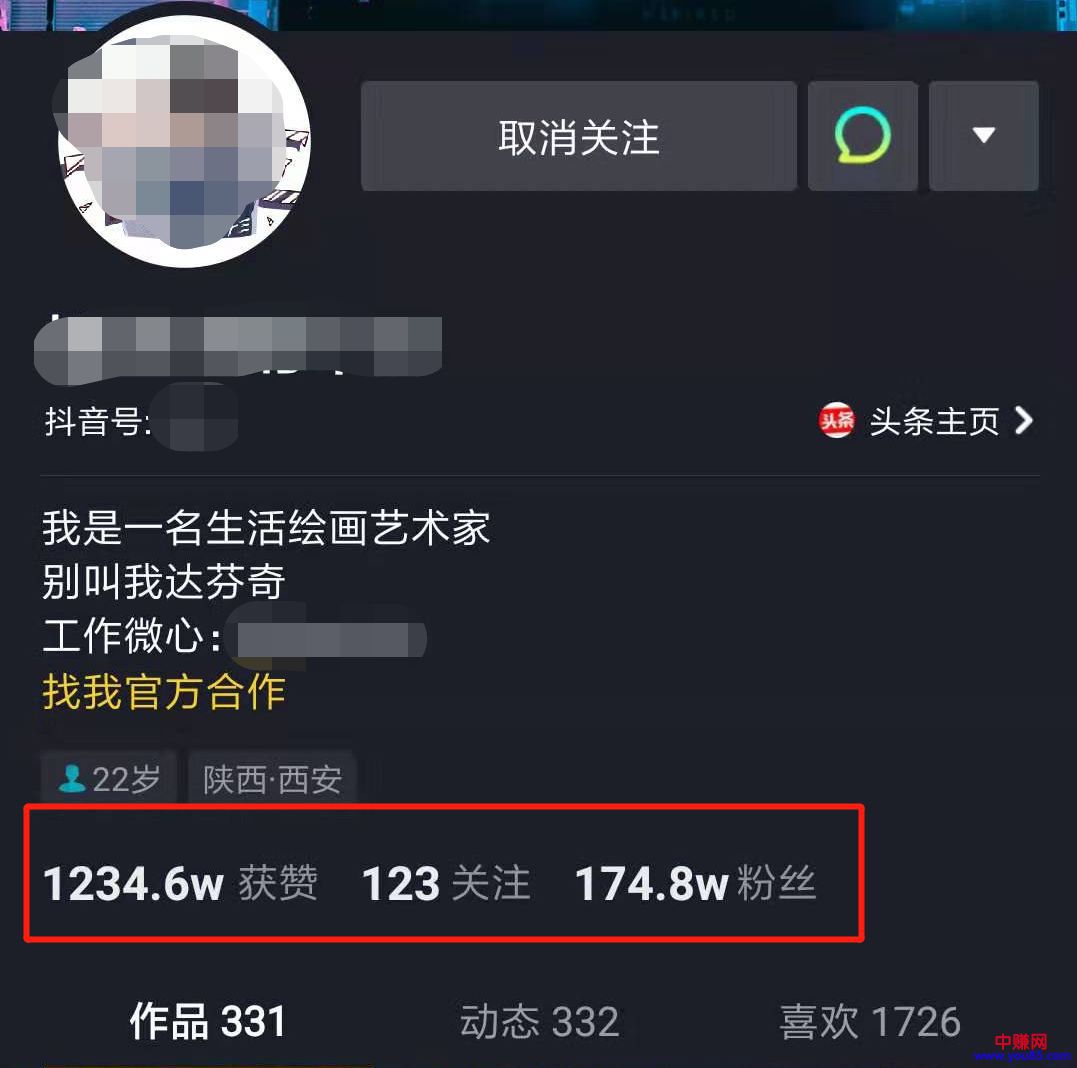 取消关注
抖音号:
头条 头条主页
我是一名生活绘画艺术家
别叫我达芬奇
工作微心:
找我官方合作
22岁 陕西·西安
1234.6w 获赞 123 关注 174.8w 粉丝
作品 331 动态 332 喜欢 1726
中赚网